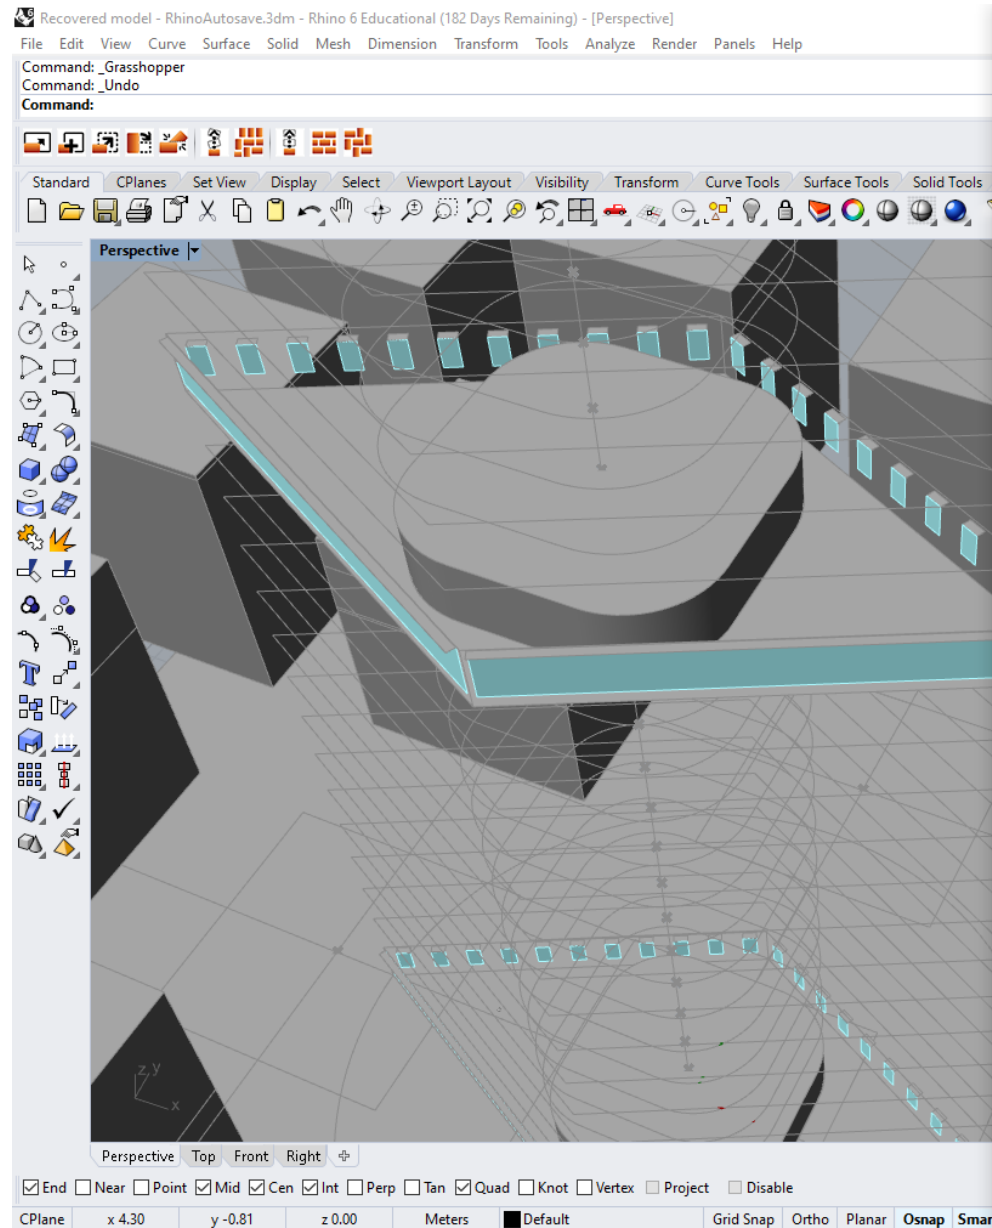 Recovered model - RhinoAutosave.3dm - Rhino 6 Educational (182 Days Remaining) - [Perspective]
File Edit View Curve Surface Solid Mesh Dimension Transform Tools Analyze Render Panels Help
Command: _Grasshopper
Command: _Undo
Command:
Standard CPlanes Set View Display Select Viewport Layout Visibility Transform Curve Tools Surface Tools Solid Tools
Perspective
z y
x
Perspective Top Front Right
End Near Point Mid Cen Int Perp Tan Quad Knot Vertex Project Disable
CPlane x 4.30 y -0.81 z 0.00 Meters Default Grid Snap Ortho Planar Osnap Smar